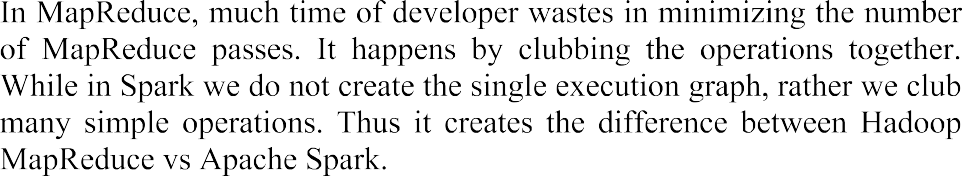 In MapReduce, much time of developer wastes in minimizing the number
of MapReduce passes. It happens by clubbing the operations together.
While in Spark we do not create the single execution graph, rather we club
many simple operations. Thus it creates the difference between Hadoop
MapReduce vs Apache Spark.